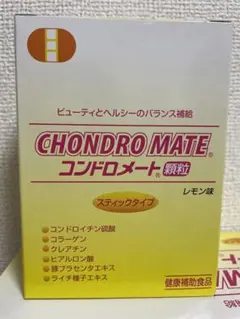 ビューティとヘルシーのバランス補給
CHONDRO MATE®
コンドロメート®顆粒
レモン味
スティックタイプ
コンドロイチン硫酸
コラーゲン
クレアチン
ヒアルロン酸
豚プラセンタエキス
ライチ種子エキス
健康補助食品